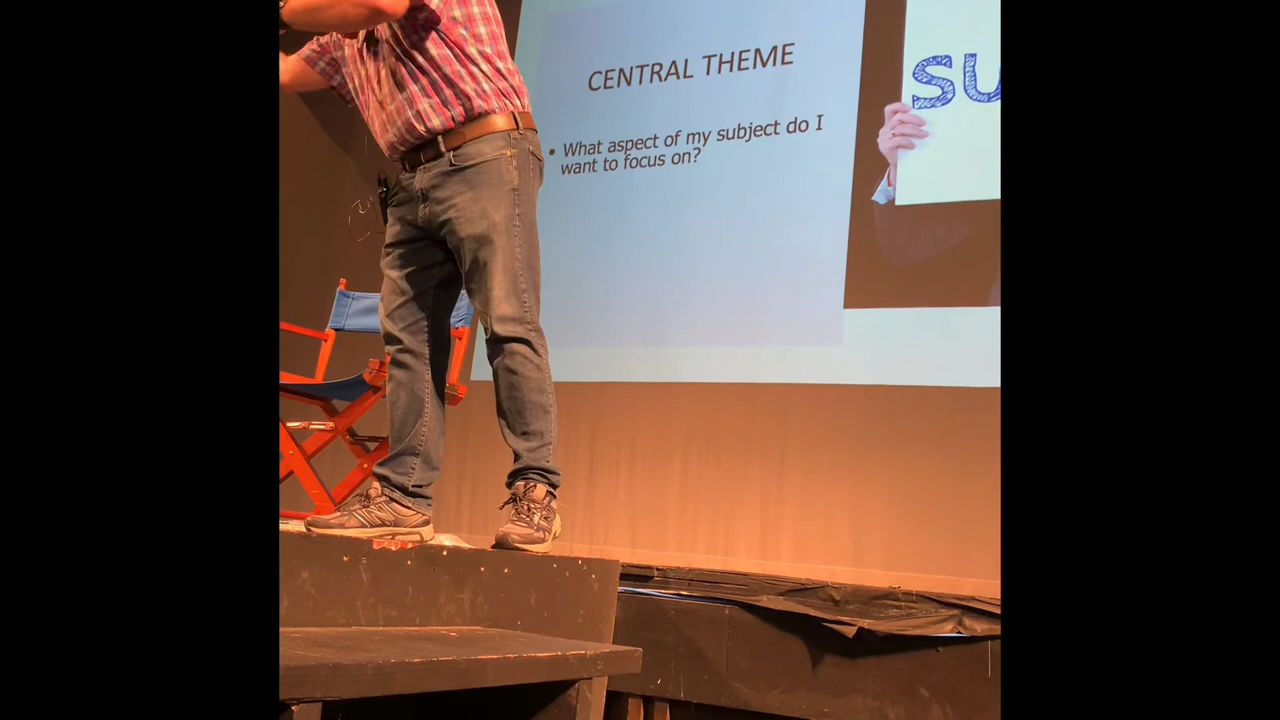 CENTRAL THEME
• What aspect of my subject do I
want to focus on?
SU